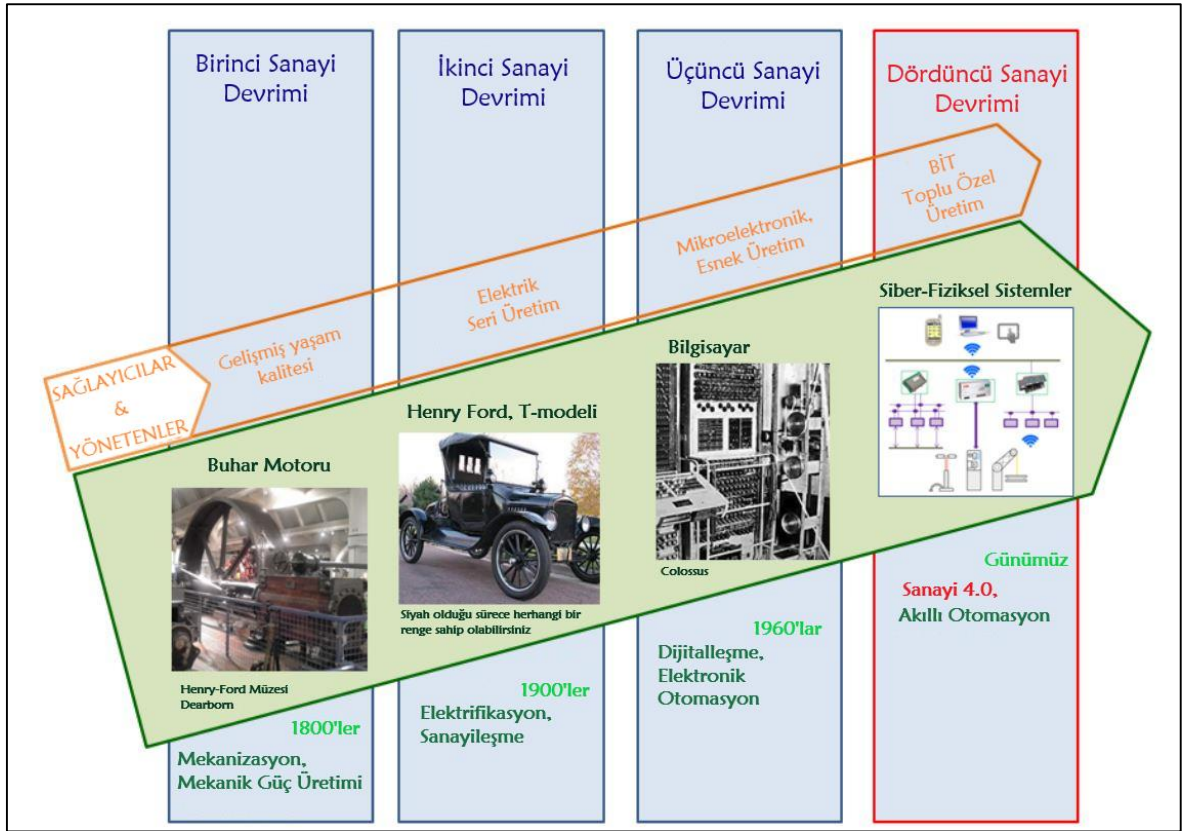 Birinci Sanayi
Devrimi
İkinci Sanayi
Devrimi
Üçüncü Sanayi
Devrimi
Dördüncü Sanayi
Devrimi
SAĞLAYICILAR
&
YÖNETENLER
Gelişmiş yaşam
kalitesi
Elektrik
Seri Üretim
Mikroelektronik,
Esnek Üretim
BİT
Toplu Özel
Üretim
Buhar Motoru
Henry-Ford Müzesi
Dearborn
1800'ler
Mekanizasyon,
Mekanik Güç Üretimi
Henry Ford, T-modeli
Siyah olduğu sürece herhangi bir
renge sahip olabilirsiniz
1900'ler
Elektrifikasyon,
Sanayileşme
Bilgisayar
Colossus
1960'lar
Dijitalleşme,
Elektronik
Otomasyon
Siber-Fiziksel Sistemler
Günümüz
Sanayi 4.0,
Akıllı Otomasyon